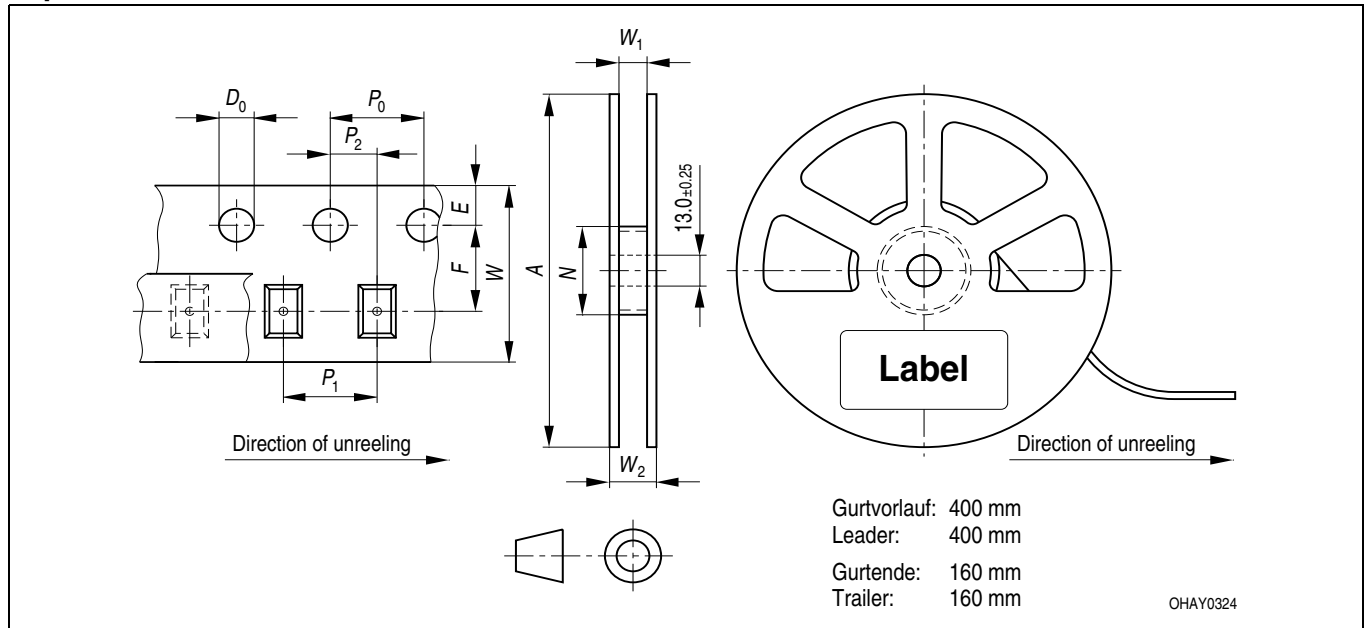 W₁
D₀
P₀
P₂
E
F
W
A
N
13.0±0.25
P₁
Label
Direction of unreeling
W₂
Direction of unreeling
Gurtvorlauf: 400 mm
Leader: 400 mm
Gurtende: 160 mm
Trailer: 160 mm
OHAY0324